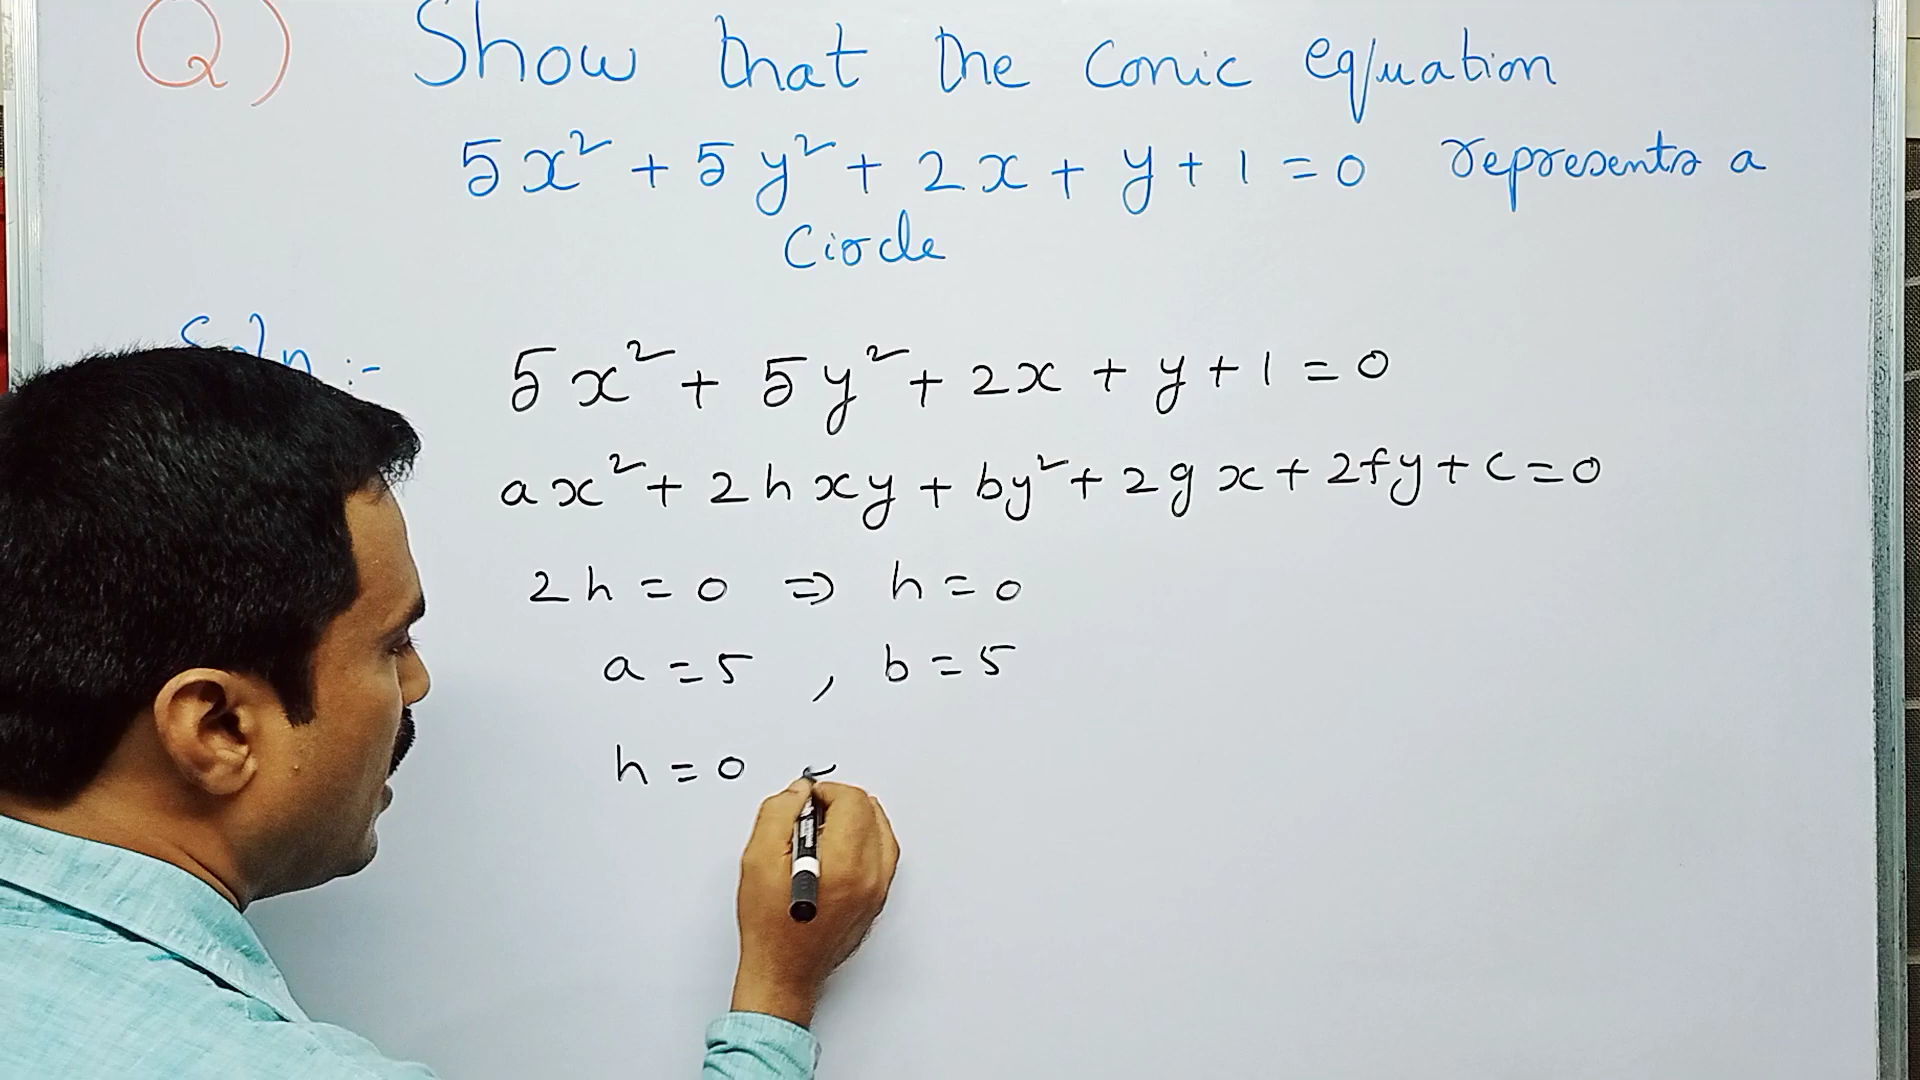 Q) Show that the conic equation
5x² + 5y² + 2x + y + 1 = 0 represents a
Circle
Soln :-
5x² + 5y² + 2x + y + 1 = 0
ax² + 2hxy + by² + 2gx + 2fy + c = 0
2h = 0 ⇒ h = 0
a = 5 , b = 5
h = 0